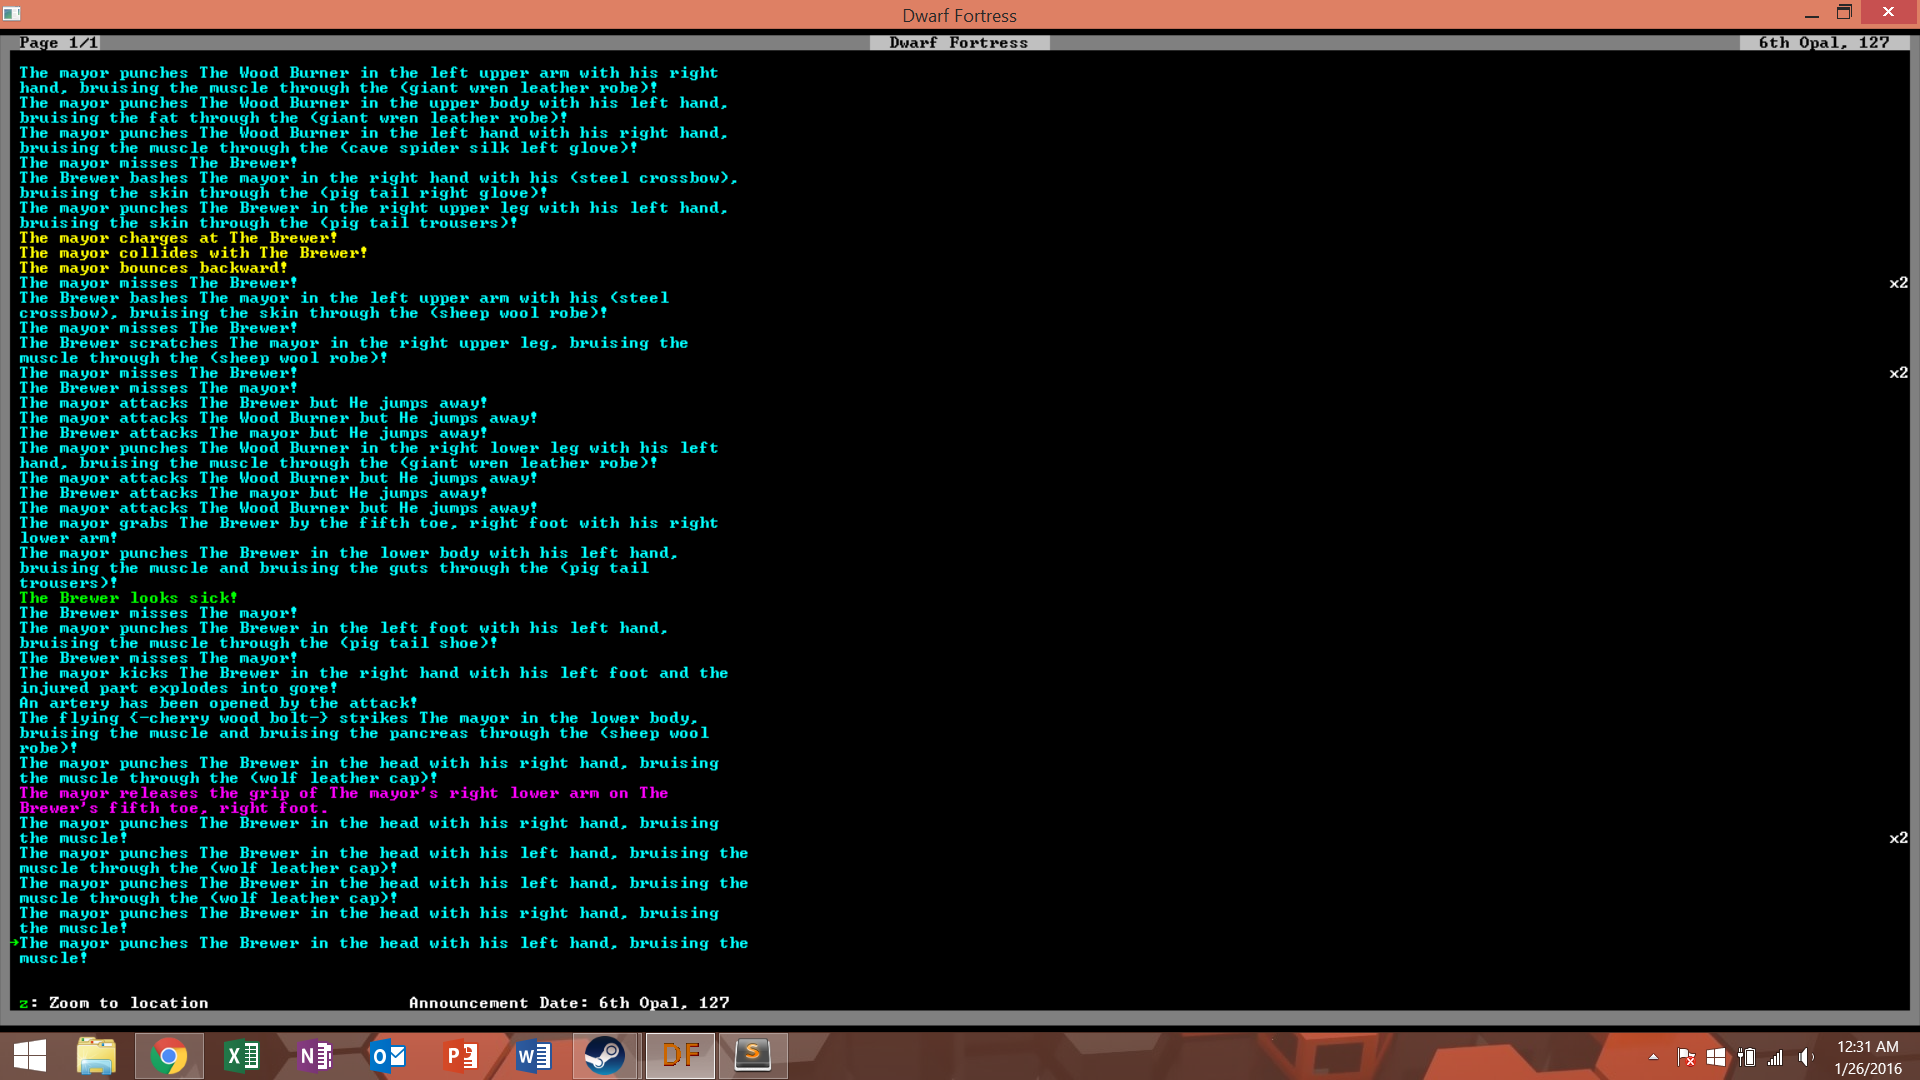 Dwarf Fortress
Page 1/1
Dwarf Fortress
6th Opal, 127
The mayor punches The Wood Burner in the left upper arm with his right
hand, bruising the muscle through the (giant wren leather robe)!
The mayor punches The Wood Burner in the upper body with his left hand,
bruising the fat through the (giant wren leather robe)!
The mayor punches The Wood Burner in the left hand with his right hand,
bruising the muscle through the (cave spider silk left glove)!
The mayor misses The Brewer!
The Brewer bashes The mayor in the right hand with his (steel crossbow),
bruising the skin through the (pig tail right glove)!
The mayor punches The Brewer in the right upper leg with his left hand,
bruising the skin through the (pig tail trousers)!
The mayor charges at The Brewer!
The mayor collides with The Brewer!
The mayor bounces backward!
The mayor misses The Brewer! x2
The Brewer bashes The mayor in the left upper arm with his (steel
crossbow), bruising the skin through the (sheep wool robe)!
The mayor misses The Brewer!
The Brewer scratches The mayor in the right upper leg, bruising the
muscle through the (sheep wool robe)!
The mayor misses The Brewer! x2
The Brewer misses The mayor!
The mayor attacks The Brewer but He jumps away!
The mayor attacks The Wood Burner but He jumps away!
The Brewer attacks The mayor but He jumps away!
The mayor punches The Wood Burner in the right lower leg with his left
hand, bruising the muscle through the (giant wren leather robe)!
The mayor attacks The Wood Burner but He jumps away!
The Brewer attacks The mayor but He jumps away!
The mayor attacks The Wood Burner but He jumps away!
The mayor grabs The Brewer by the fifth toe, right foot with his right
lower arm!
The mayor punches The Brewer in the lower body with his left hand,
bruising the muscle and bruising the guts through the (pig tail
trousers)!
The Brewer looks sick!
The Brewer misses The mayor!
The mayor punches The Brewer in the left foot with his left hand,
bruising the muscle through the (pig tail shoe)!
The Brewer misses The mayor!
The mayor kicks The Brewer in the right hand with his left foot and the
injured part explodes into gore!
An artery has been opened by the attack!
The flying {-cherry wood bolt-} strikes The mayor in the lower body,
bruising the muscle and bruising the pancreas through the (sheep wool
robe)!
The mayor punches The Brewer in the head with his right hand, bruising
the muscle through the (wolf leather cap)!
The mayor releases the grip of The mayor's right lower arm on The
Brewer's fifth toe, right foot.
The mayor punches The Brewer in the head with his right hand, bruising
the muscle! x2
The mayor punches The Brewer in the head with his left hand, bruising the
muscle through the (wolf leather cap)!
The mayor punches The Brewer in the head with his left hand, bruising the
muscle through the (wolf leather cap)!
The mayor punches The Brewer in the head with his right hand, bruising
the muscle!
→The mayor punches The Brewer in the head with his left hand, bruising the
muscle!
z: Zoom to location
Announcement Date: 6th Opal, 127
X
N
O
P
W
DF
S
12:31 AM
1/26/2016